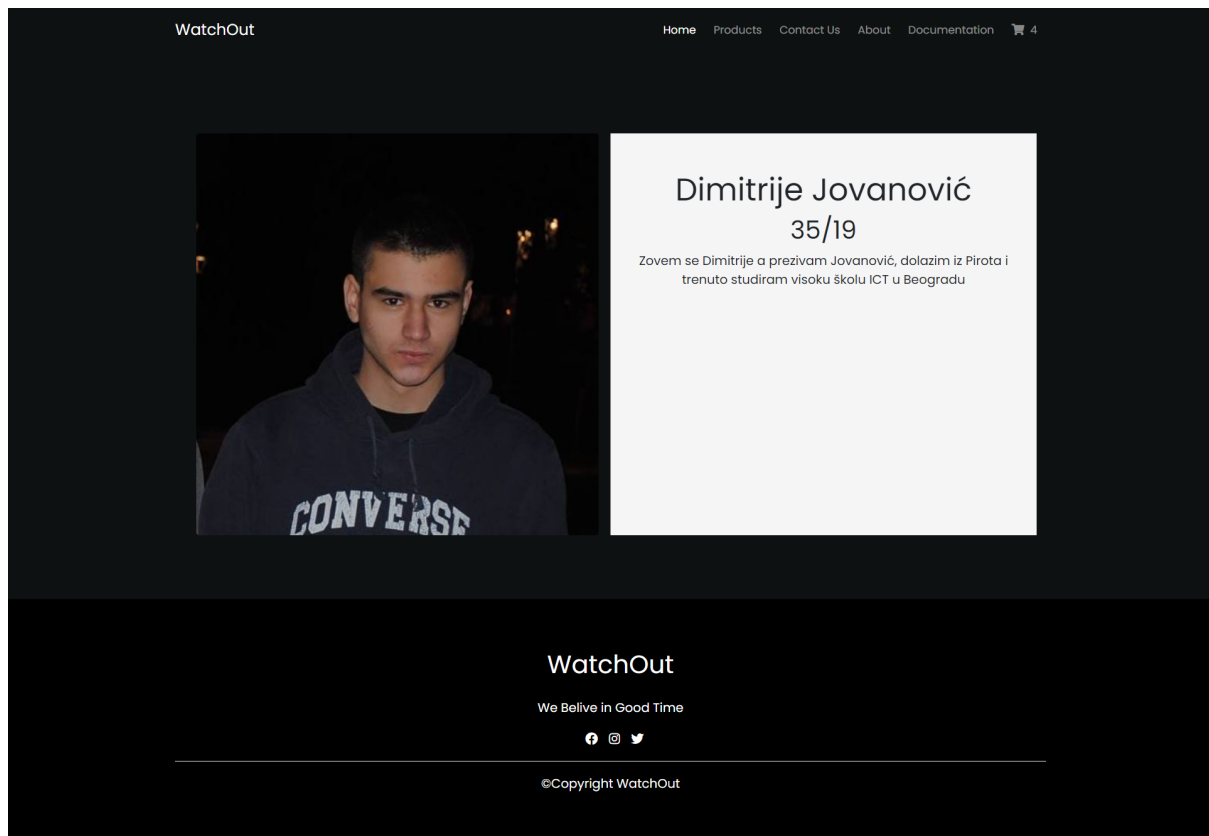 WatchOut
Home Products Contact Us About Documentation 4
Dimitrije Jovanović
35/19
Zovem se Dimitrije a prezivam Jovanović, dolazim iz Pirota i
trenuto studiram visoku školu ICT u Beogradu
CONVERSE
WatchOut
We Belive in Good Time
©Copyright WatchOut